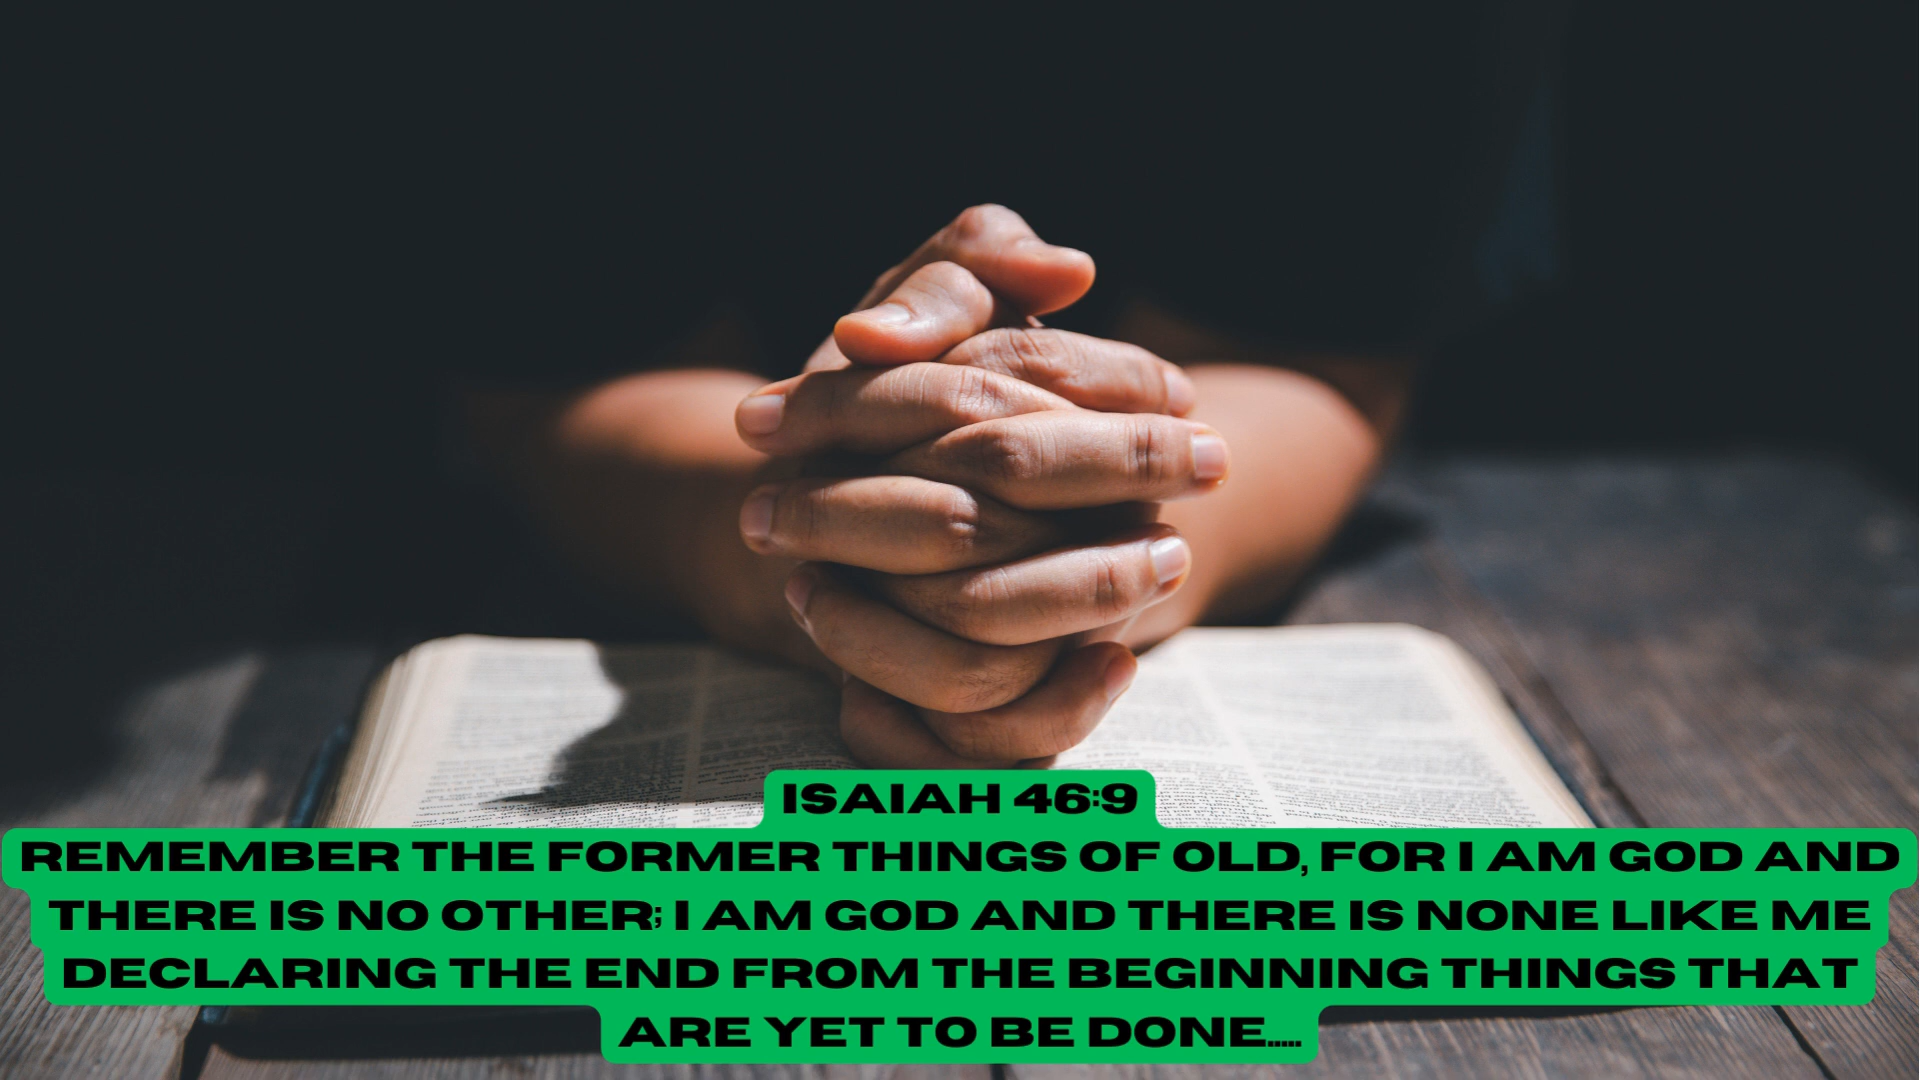 ISAIAH 46:9
REMEMBER THE FORMER THINGS OF OLD, FOR I AM GOD AND
THERE IS NO OTHER; I AM GOD AND THERE IS NONE LIKE ME
DECLARING THE END FROM THE BEGINNING THINGS THAT
ARE YET TO BE DONE.....